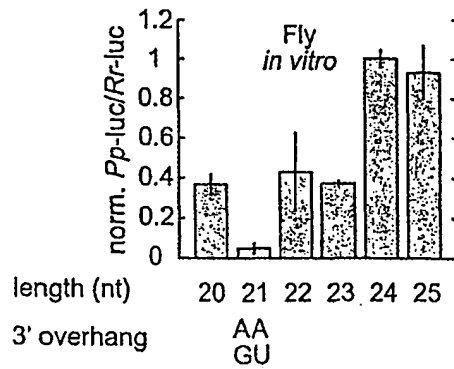 norm. Pp-luc/Rr-luc
1.2
1
0.8
0.6
0.4
0.2
0
Fly
in vitro
length (nt) 20 21 22 23 24 25
3' overhang AA
GU